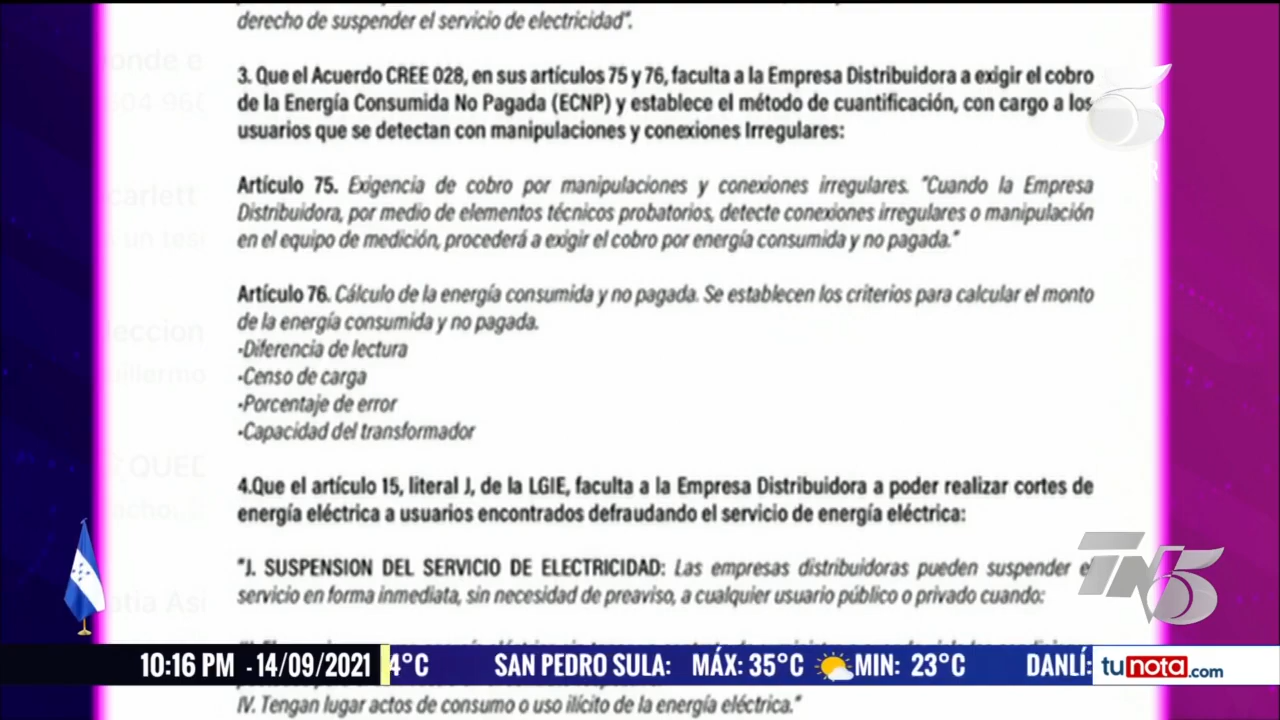 derecho de suspender el servicio de electricidad".
3. Que el Acuerdo CREE 028, en sus artículos 75 y 76, faculta a la Empresa Distribuidora a exigir el cobro
de la Energía Consumida No Pagada (ECNP) y establece el método de cuantificación, con cargo a los
usuarios que se detectan con manipulaciones y conexiones Irregulares:
Artículo 75. Exigencia de cobro por manipulaciones y conexiones irregulares. "Cuando la Empresa
Distribuidora, por medio de elementos técnicos probatorios, detecte conexiones irregulares o manipulación
en el equipo de medición, procederá a exigir el cobro por energía consumida y no pagada."
Artículo 76. Cálculo de la energía consumida y no pagada. Se establecen los criterios para calcular el monto
de la energía consumida y no pagada.
•Diferencia de lectura
•Censo de carga
•Porcentaje de error
•Capacidad del transformador
4.Que el artículo 15, literal J, de la LGIE, faculta a la Empresa Distribuidora a poder realizar cortes de
energía eléctrica a usuarios encontrados defraudando el servicio de energía eléctrica:
"J. SUSPENSION DEL SERVICIO DE ELECTRICIDAD: Las empresas distribuidoras pueden suspender el
servicio en forma inmediata, sin necesidad de preaviso, a cualquier usuario público o privado cuando:
TN5
10:16 PM - 14/09/2021 4°C SAN PEDRO SULA: MÁX: 35°C MIN: 23°C DANLÍ: tunota.com
IV. Tengan lugar actos de consumo o uso ilícito de la energía eléctrica."